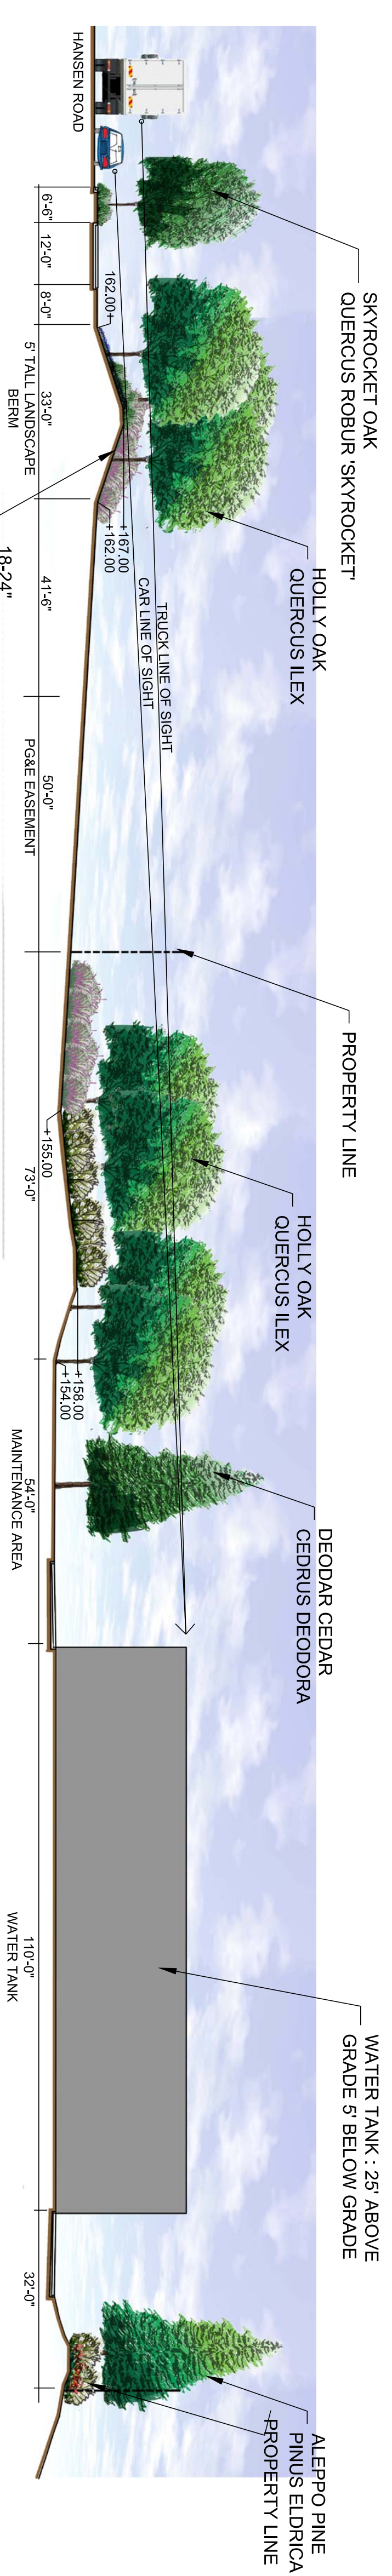 SKYROCKET OAK
QUERCUS ROBUR 'SKYROCKET'
HOLLY OAK
QUERCUS ILEX
PROPERTY LINE
HOLLY OAK
QUERCUS ILEX
DEODAR CEDAR
CEDRUS DEODORA
WATER TANK : 25' ABOVE
GRADE 5' BELOW GRADE
ALEPPO PINE
PINUS ELDRICA
PROPERTY LINE
TRUCK LINE OF SIGHT
CAR LINE OF SIGHT
162.00+
+167.00
+162.00
+155.00
+158.00
+154.00
HANSEN ROAD
6'-6"
12'-0"
8'-0"
33'-0"
41'-6"
50'-0"
73'-0"
54'-0"
110'-0"
32'-0"
5' TALL LANDSCAPE
BERM
PG&E EASEMENT
MAINTENANCE AREA
WATER TANK
18-24"